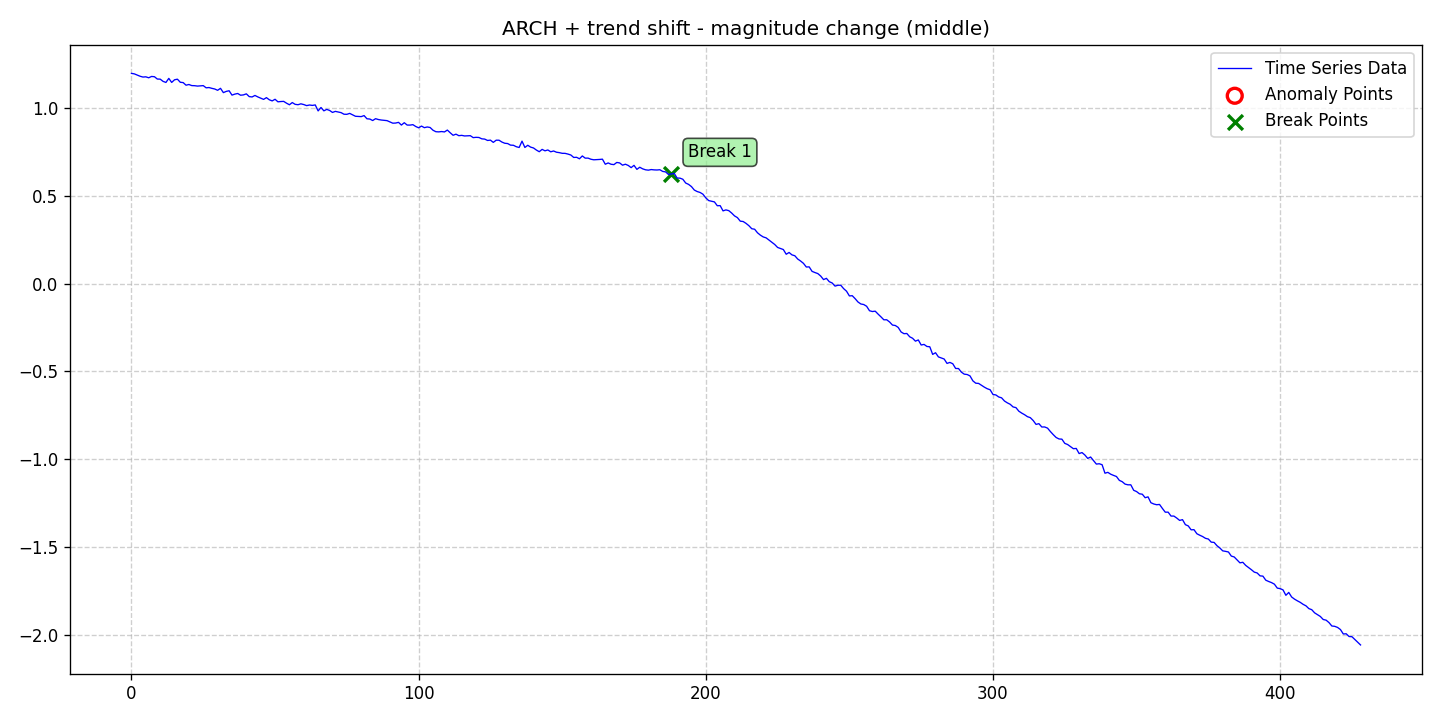 ARCH + trend shift - magnitude change (middle)
Time Series Data
Anomaly Points
Break Points
Break 1
1.0
0.5
0.0
−0.5
−1.0
−1.5
−2.0
0
100
200
300
400